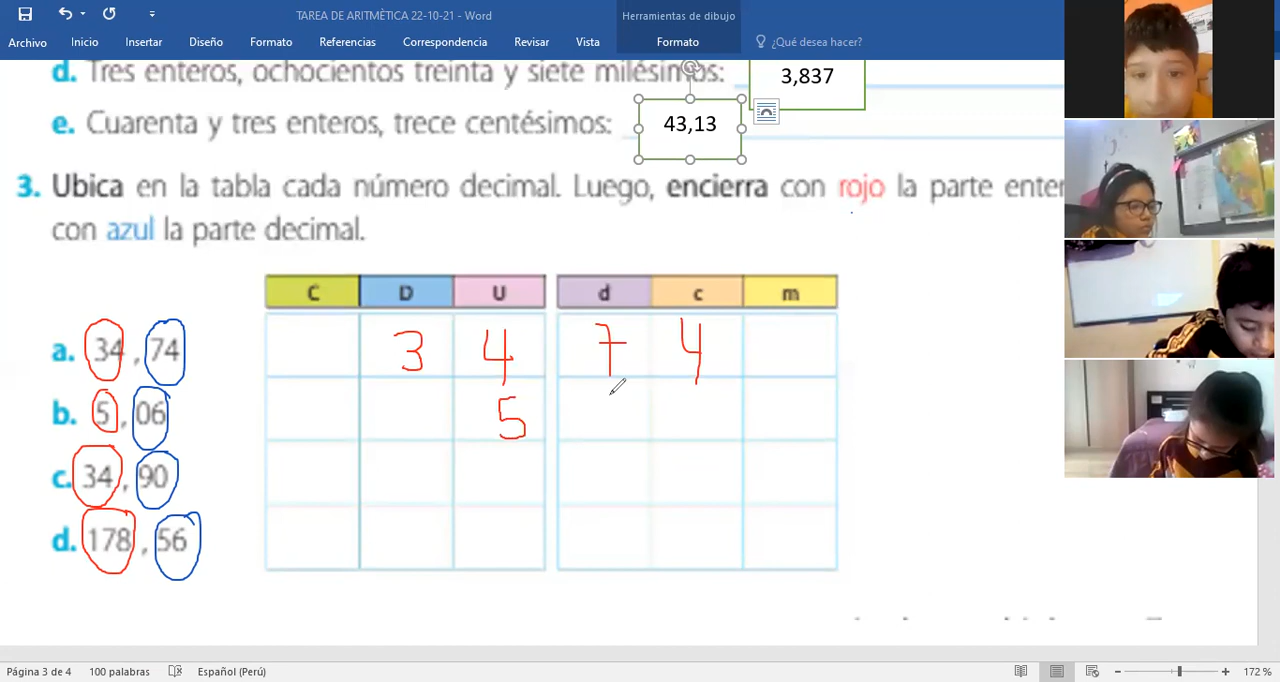 TAREA DE ARITMÈTICA 22-10-21 - Word
Herramientas de dibujo
Archivo Inicio Insertar Diseño Formato Referencias Correspondencia Revisar Vista Formato ¿Qué desea hacer?
d. Tres enteros, ochocientos treinta y siete milésimos: 3,837
e. Cuarenta y tres enteros, trece centésimos: 43,13
3. Ubica en la tabla cada número decimal. Luego, encierra con rojo la parte enter
con azul la parte decimal.
C D U d c m
a. 34 , 74 3 4 7 4
b. 5 , 06 5
c. 34 , 90
d. 178 , 56
Página 3 de 4 100 palabras Español (Perú) 172 %